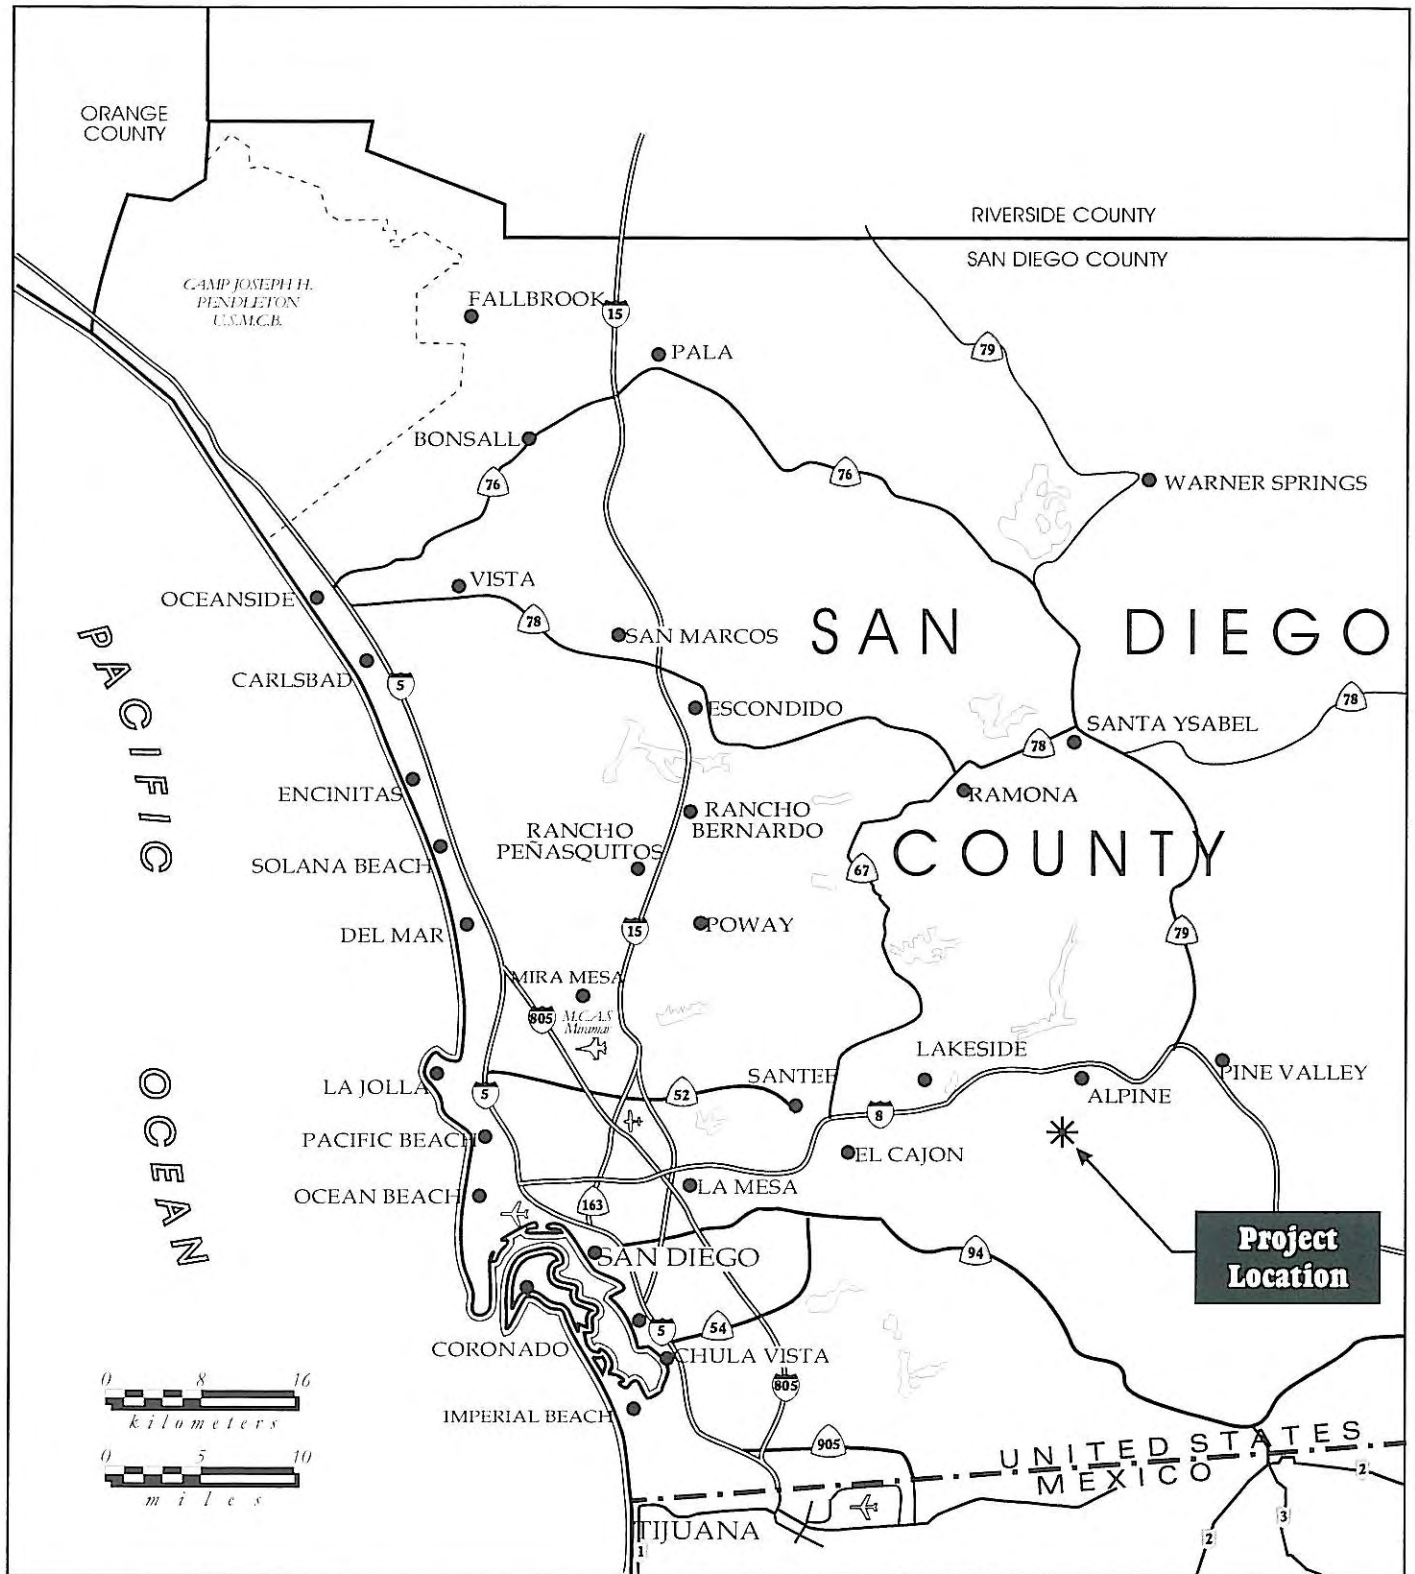 ORANGE
COUNTY
RIVERSIDE COUNTY
SAN DIEGO COUNTY
CAMP JOSEPH H.
PENDLETON
U.S.M.C.B.
FALLBROOK
15
PALA
79
BONSALL
76
76
WARNER SPRINGS
OCEANSIDE
VISTA
78
SAN MARCOS
SAN DIEGO
COUNTY
PACIFIC
OCEAN
CARLSBAD
5
ESCONDIDO
78
SANTA YSABEL
78
ENCINITAS
RAMONA
RANCHO
BERNARDO
RANCHO
PEÑASQUITOS
SOLANA BEACH
67
DEL MAR
15
POWAY
79
MIRA MESA
805
M.C.A.S
Miramar
LAKESIDE
LA JOLLA
5
52
SANTEE
8
ALPINE
PINE VALLEY
PACIFIC BEACH
EL CAJON
OCEAN BEACH
163
LA MESA
SAN DIEGO
94
Project
Location
CORONADO
5
54
CHULA VISTA
805
IMPERIAL BEACH
905
UNITED STATES
MEXICO
TIJUANA
1
2
3
2
0 8 16
kilometers
0 5 10
miles